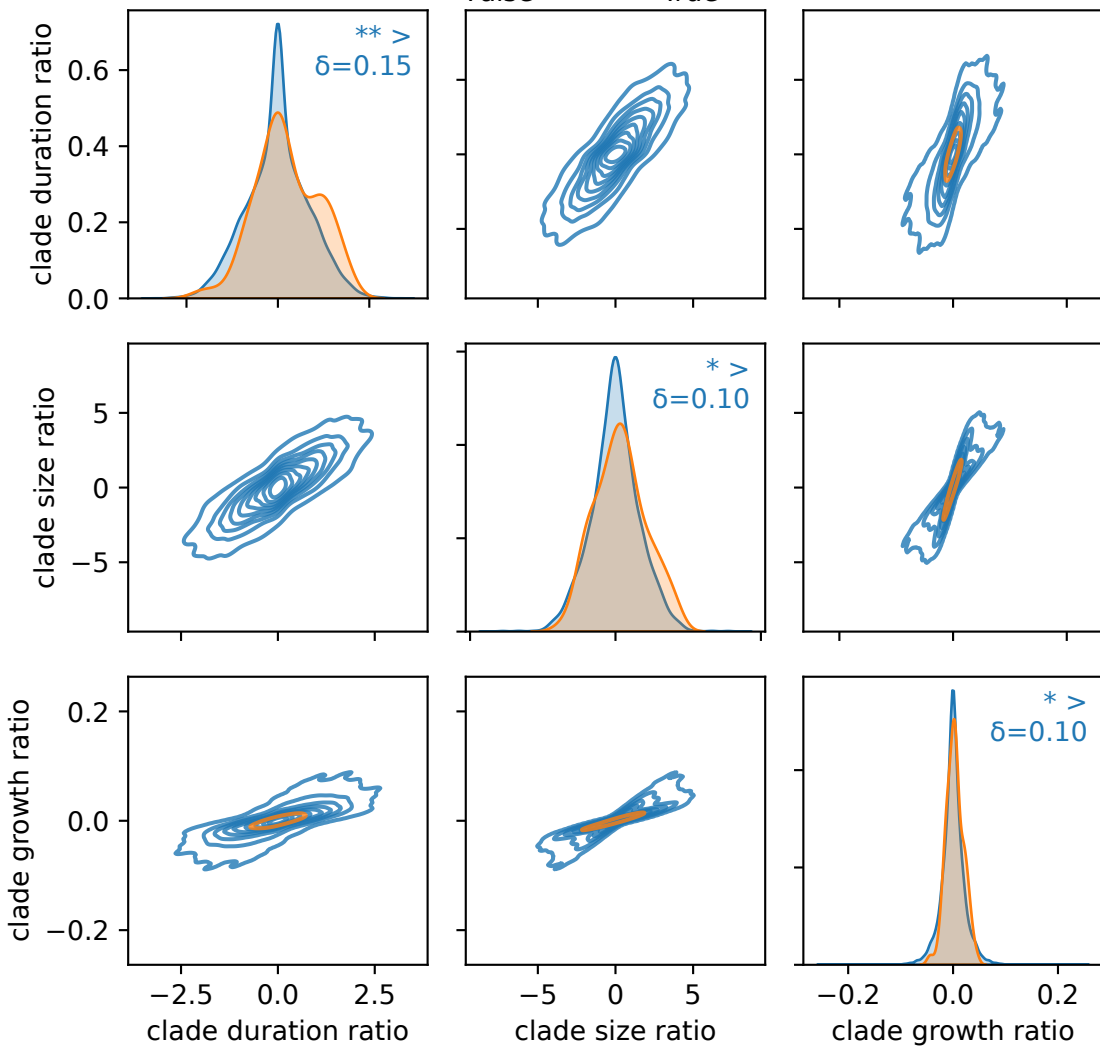 False True
clade duration ratio
0.6
0.4
0.2
0.0
** >
δ=0.15
clade size ratio
5
0
−5
* >
δ=0.10
clade growth ratio
0.2
0.0
−0.2
* >
δ=0.10
−2.5 0.0 2.5
−5 0 5
−0.2 0.0 0.2
clade duration ratio
clade size ratio
clade growth ratio